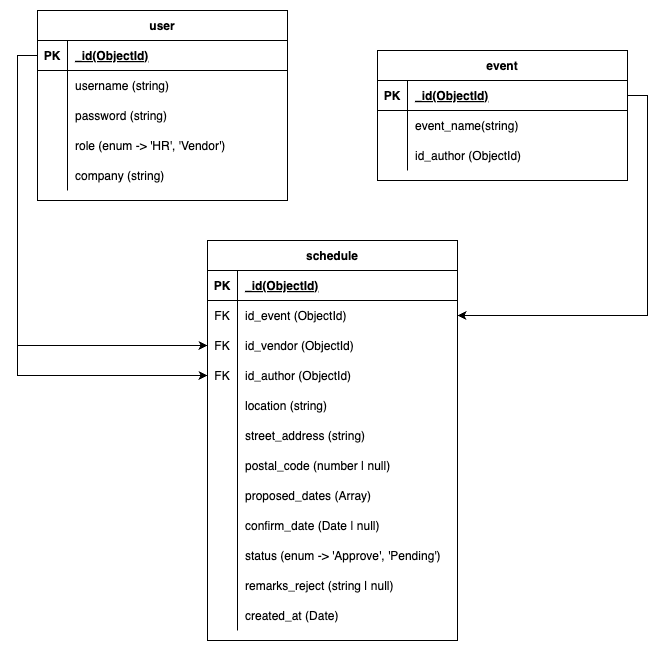 user
PK _id(ObjectId)
username (string)
password (string)
role (enum -> 'HR', 'Vendor')
company (string)
event
PK _id(ObjectId)
event_name(string)
id_author (ObjectId)
schedule
PK _id(ObjectId)
FK id_event (ObjectId)
FK id_vendor (ObjectId)
FK id_author (ObjectId)
location (string)
street_address (string)
postal_code (number | null)
proposed_dates (Array)
confirm_date (Date | null)
status (enum -> 'Approve', 'Pending')
remarks_reject (string | null)
created_at (Date)